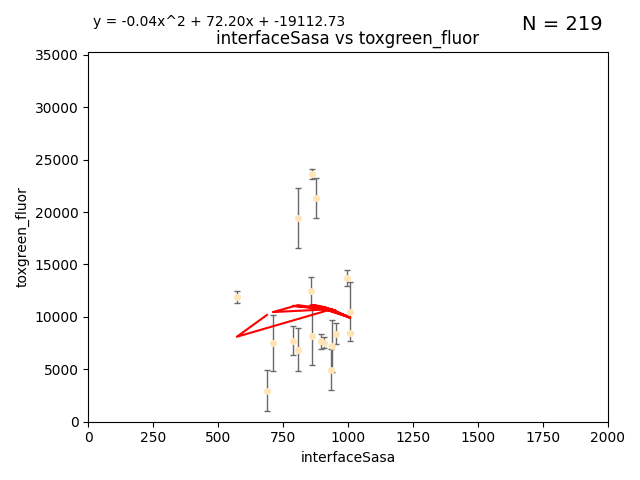 y = -0.04x^2 + 72.20x + -19112.73
N = 219
interfaceSasa vs toxgreen_fluor
35000
30000
25000
20000
15000
10000
5000
0
toxgreen_fluor
0 250 500 750 1000 1250 1500 1750 2000
interfaceSasa